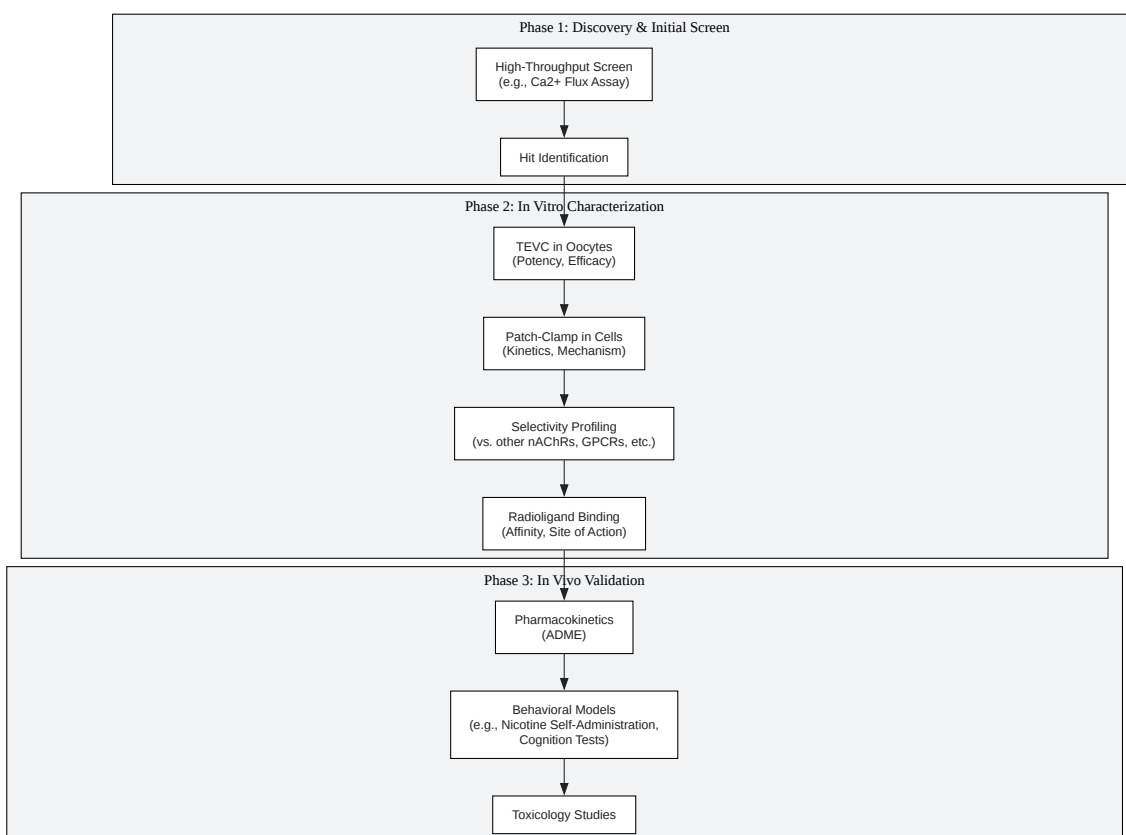 Phase 1: Discovery & Initial Screen
High-Throughput Screen
(e.g., Ca2+ Flux Assay)
Hit Identification
Phase 2: In Vitro Characterization
TEVC in Oocytes
(Potency, Efficacy)
Patch-Clamp in Cells
(Kinetics, Mechanism)
Selectivity Profiling
(vs. other nAChRs, GPCRs, etc.)
Radioligand Binding
(Affinity, Site of Action)
Phase 3: In Vivo Validation
Pharmacokinetics
(ADME)
Behavioral Models
(e.g., Nicotine Self-Administration,
Cognition Tests)
Toxicology Studies